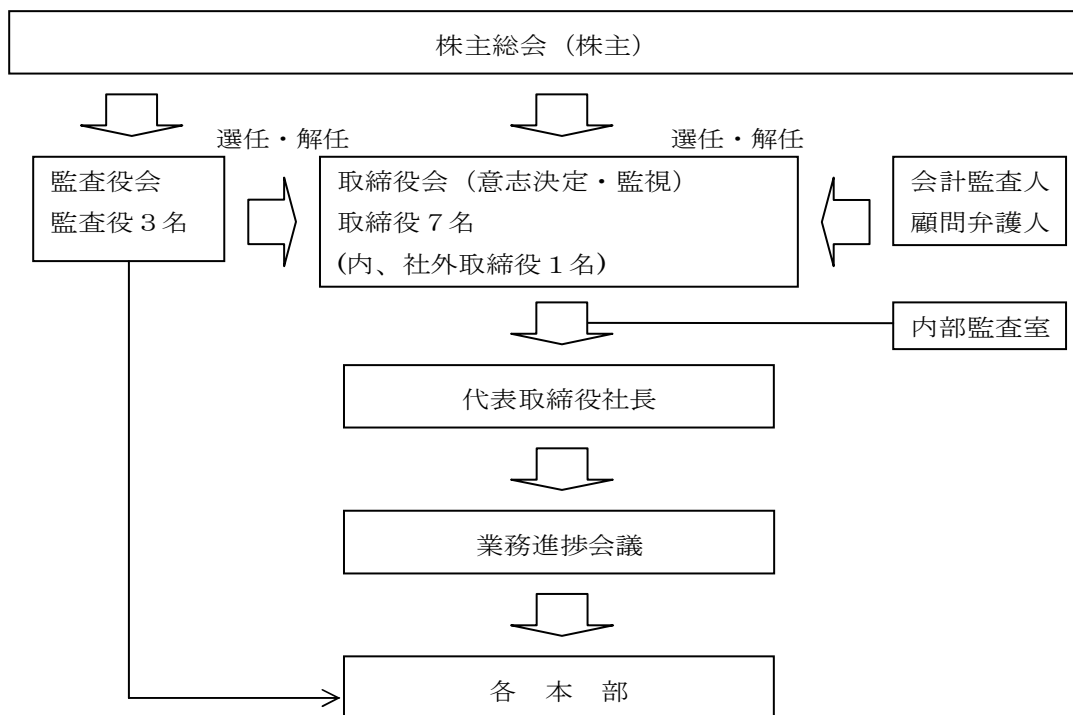 株主総会（株主）
選任・解任
選任・解任
監査役会
監査役３名
取締役会（意志決定・監視）
取締役７名
(内、社外取締役１名)
会計監査人
顧問弁護人
内部監査室
代表取締役社長
業務進捗会議
各　本　部